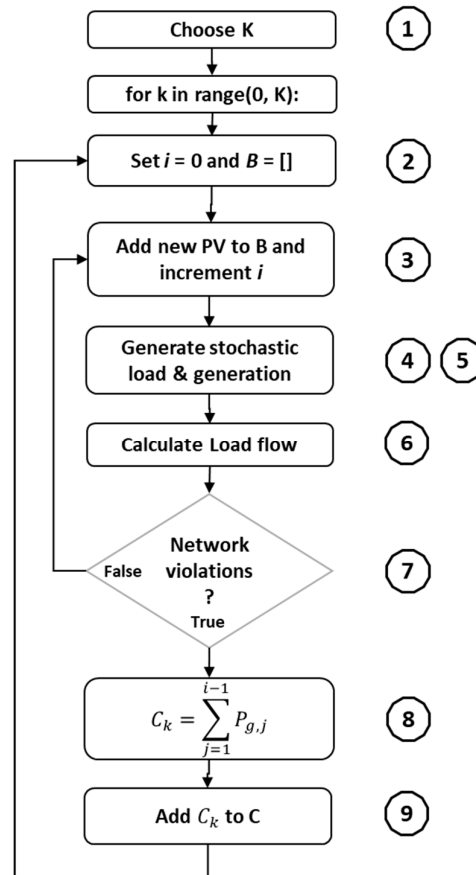 Choose K
1
for k in range(0, K):
Set i = 0 and B = []
2
Add new PV to B and
increment i
3
Generate stochastic
load & generation
4 5
Calculate Load flow
6
Network
violations
?
False
True
7
C_k = \sum_{j=1}^{i-1} P_{g,j}
8
Add C_k to C
9